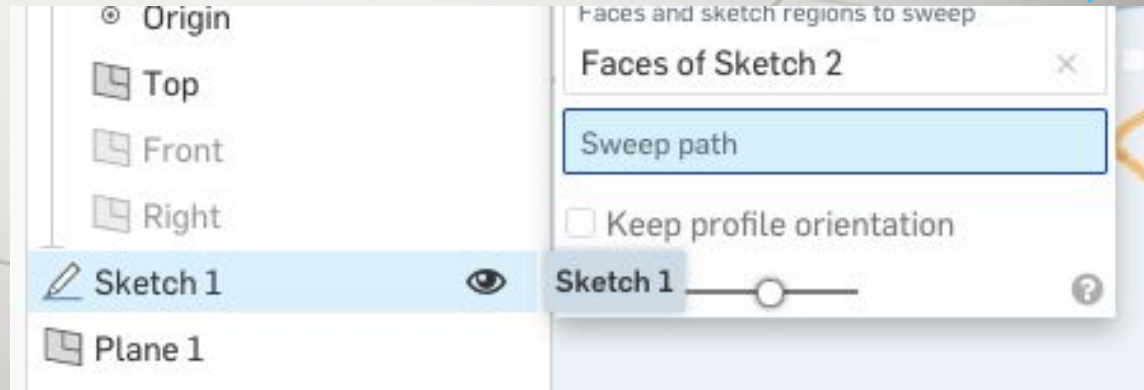 Origin
Top
Front
Right
Sketch 1
Plane 1
Faces and sketch regions to sweep
Faces of Sketch 2
Sweep path
Keep profile orientation
Sketch 1